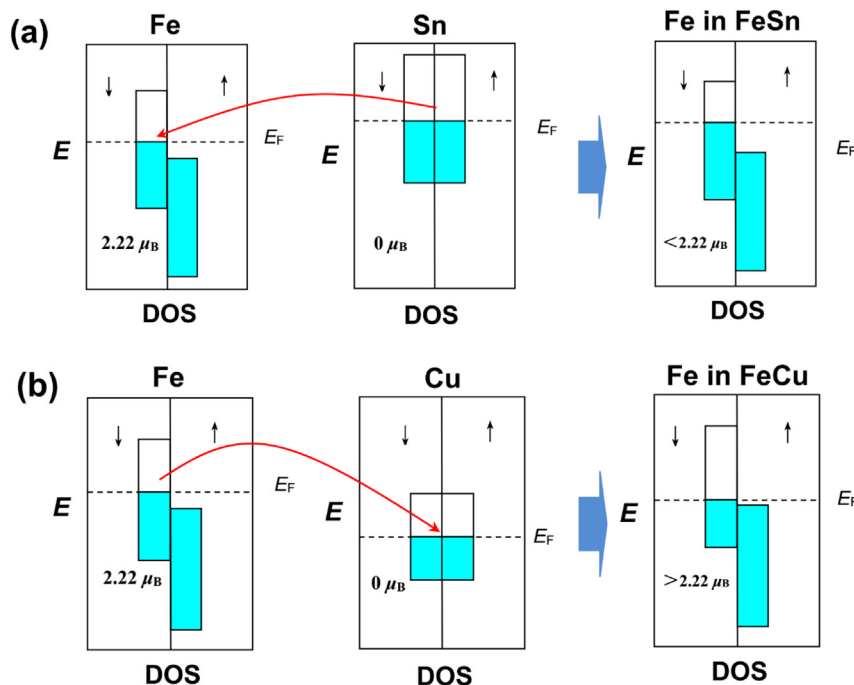 (a)
Fe
Sn
Fe in FeSn
↓ ↑
↓ ↑
↓ ↑
E
EF
E
EF
E
EF
2.22 μB
0 μB
<2.22 μB
DOS
DOS
DOS
(b)
Fe
Cu
Fe in FeCu
↓ ↑
↓ ↑
↓ ↑
E
EF
E
EF
E
EF
2.22 μB
0 μB
>2.22 μB
DOS
DOS
DOS